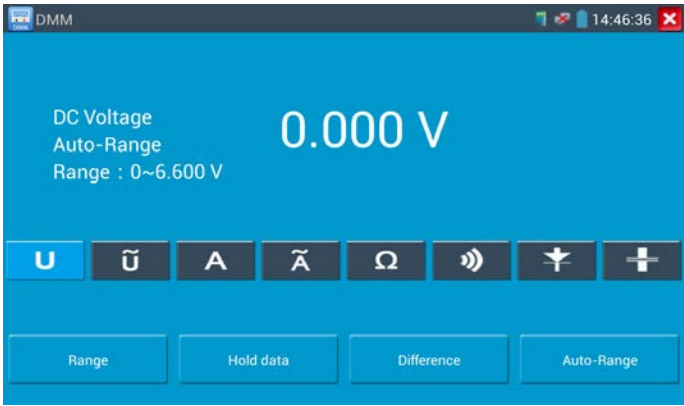 DMM
14:46:36
DC Voltage
Auto-Range
Range : 0~6.600 V
0.000 V
U Ũ A Ã Ω
Range Hold data Difference Auto-Range